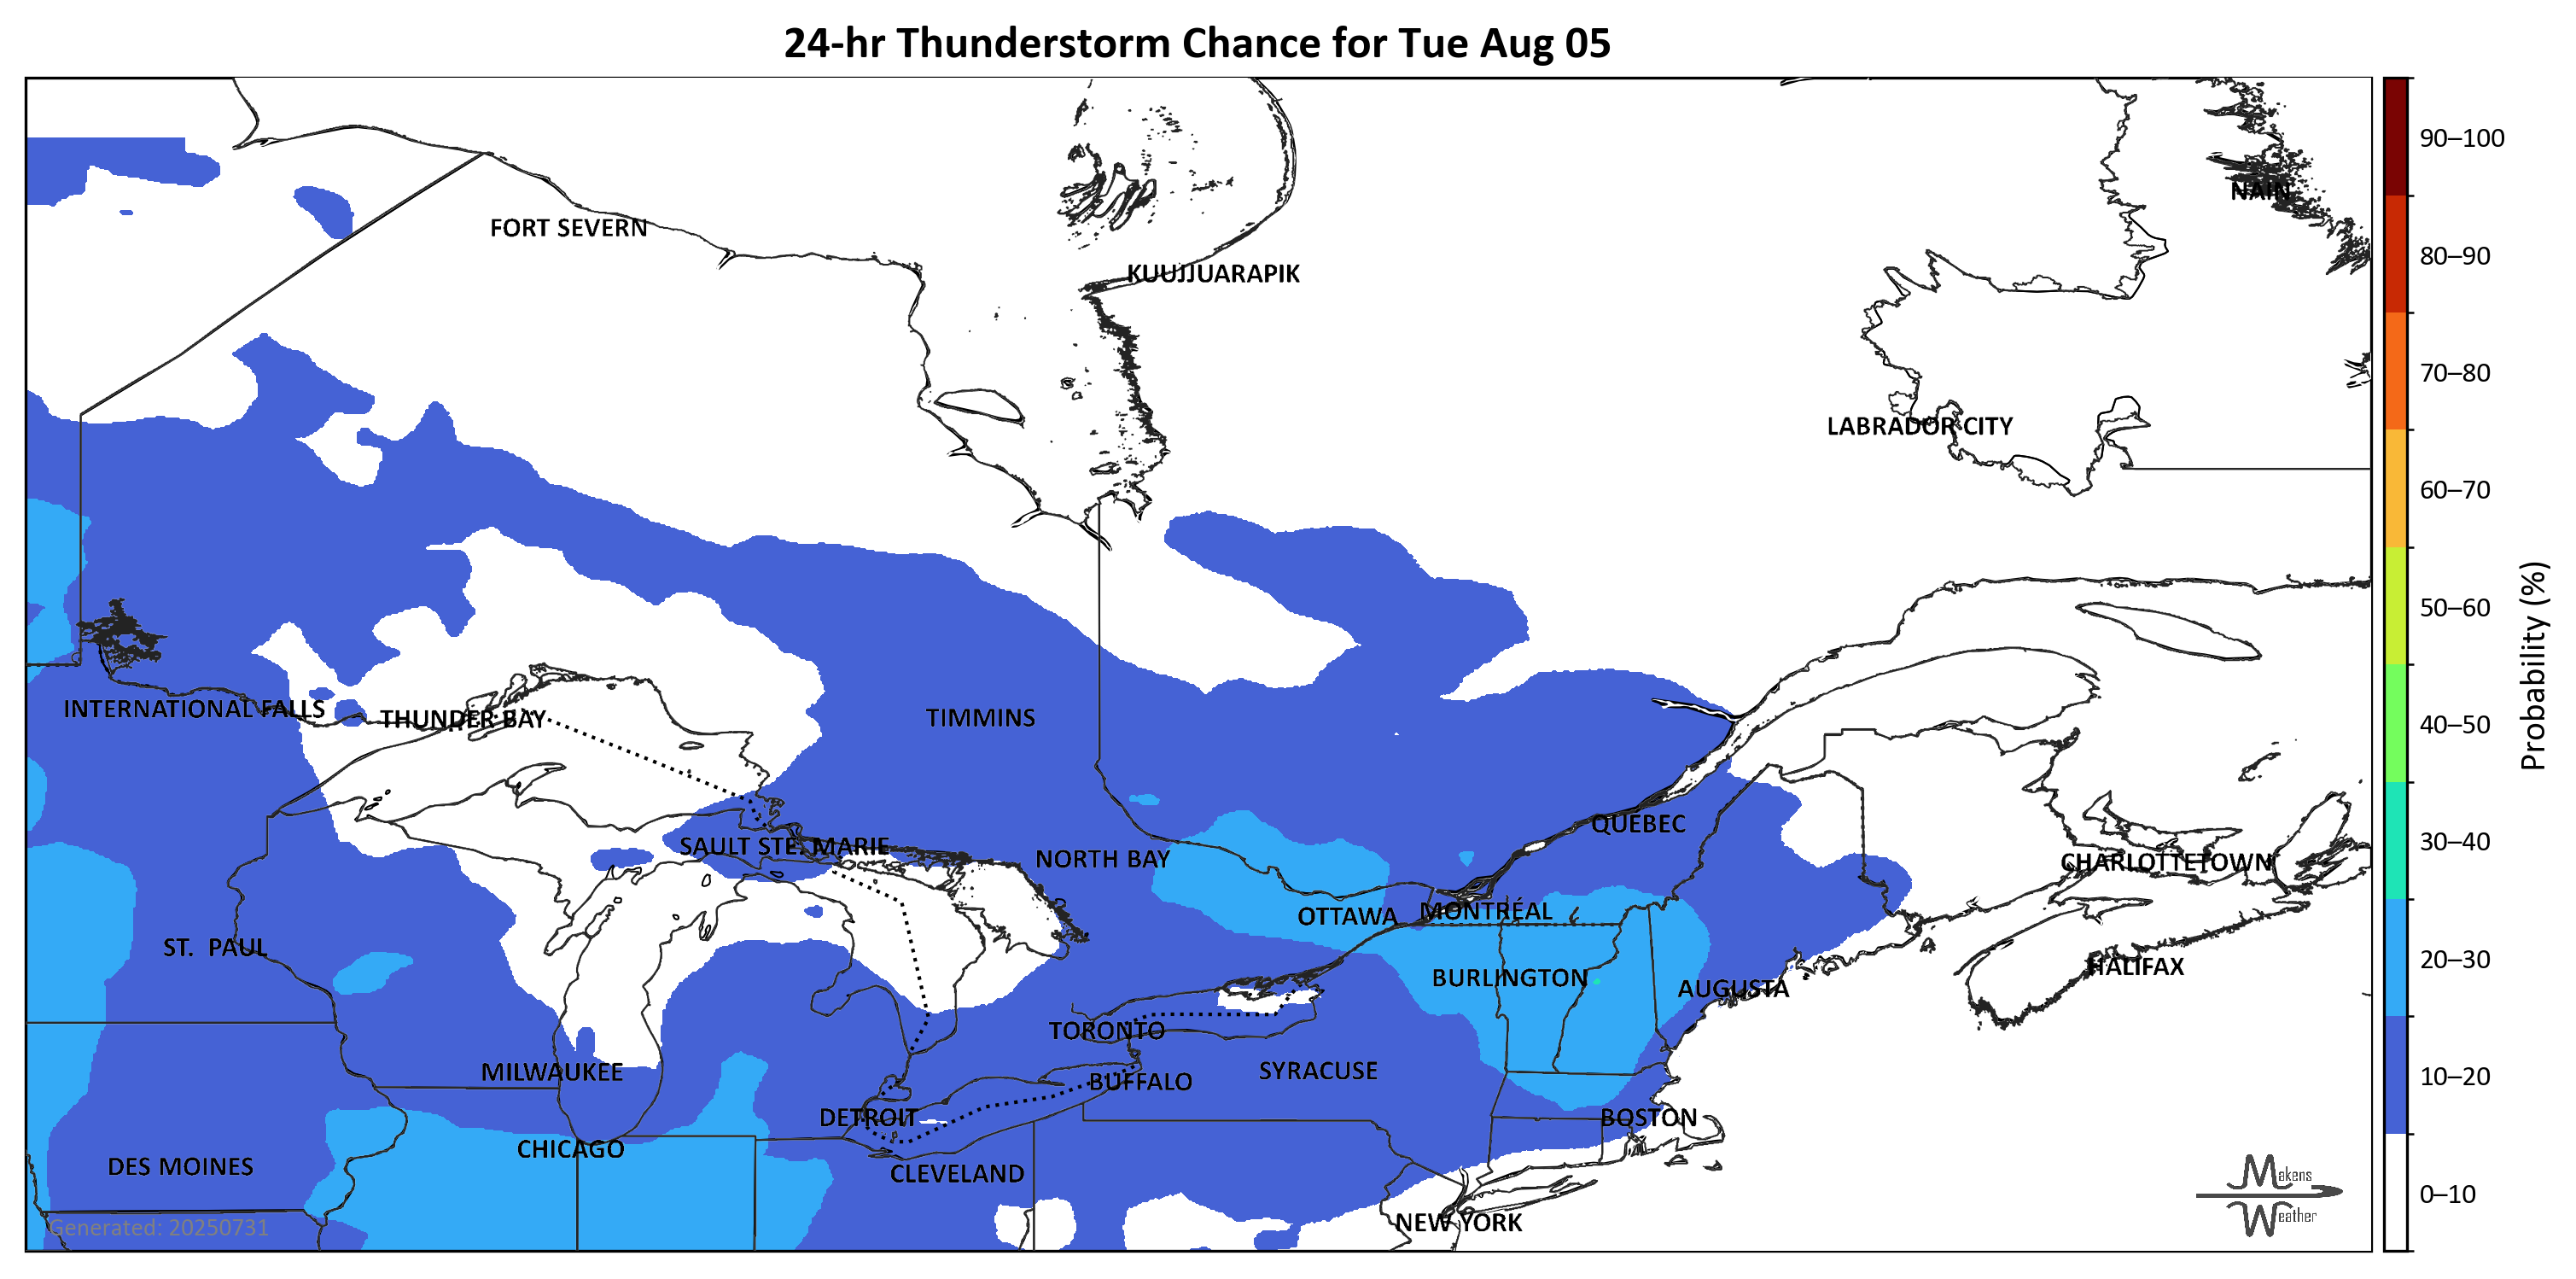 24-hr Thunderstorm Chance for Tue Aug 05
NAIN
FORT SEVERN
KUUJJUARAPIK
LABRADOR CITY
INTERNATIONAL FALLS
THUNDER BAY
TIMMINS
QUEBEC
SAULT STE. MARIE
NORTH BAY
CHARLOTTETOWN
OTTAWA
MONTRÉAL
ST. PAUL
HALIFAX
BURLINGTON
AUGUSTA
TORONTO
MILWAUKEE
SYRACUSE
BUFFALO
DETROIT
BOSTON
CHICAGO
DES MOINES
CLEVELAND
NEW YORK
Generated: 20250731
Makens
Weather
90–100
80–90
70–80
60–70
50–60
40–50
30–40
20–30
10–20
0–10
Probability (%)